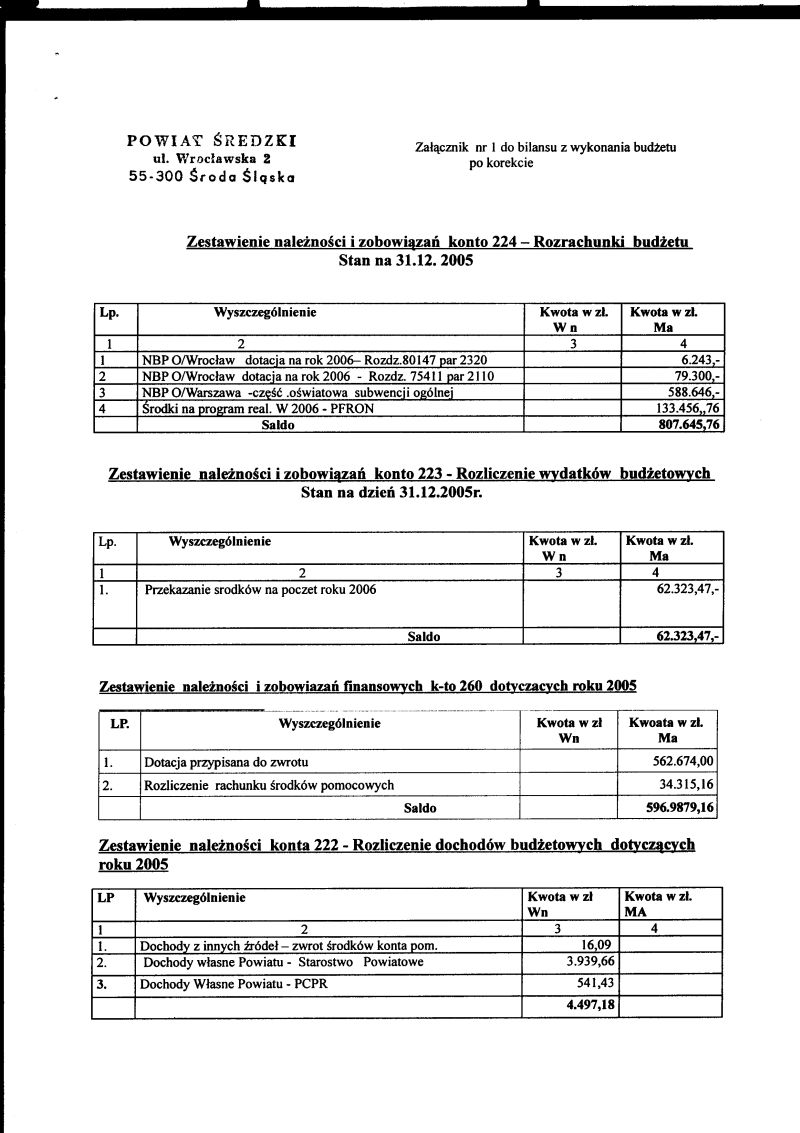 POWIAT ŚREDZKI
ul. Wrocławska 2
55-300 Środa Śląska
Załącznik nr 1 do bilansu z wykonania budżetu
po korekcie
Zestawienie należności i zobowiązań konto 224 – Rozrachunki budżetu
Stan na 31.12. 2005
Lp. Wyszczególnienie Kwota w zł. Kwota w zł.
W n Ma
1 2 3 4
1 NBP O/Wrocław dotacja na rok 2006– Rozdz.80147 par 2320 6.243,-
2 NBP O/Wrocław dotacja na rok 2006 - Rozdz. 75411 par 2110 79.300,-
3 NBP O/Warszawa -część .oświatowa subwencji ogólnej 588.646,-
4 Środki na program real. W 2006 - PFRON 133.456,,76
Saldo 807.645,76
Zestawienie należności i zobowiązań konto 223 - Rozliczenie wydatków budżetowych
Stan na dzień 31.12.2005r.
Lp. Wyszczególnienie Kwota w zł. Kwota w zł.
W n Ma
1 2 3 4
1. Przekazanie srodków na poczet roku 2006 62.323,47,-
Saldo 62.323,47,-
Zestawienie należności i zobowiazań finansowych k-to 260 dotyczacych roku 2005
LP. Wyszczególnienie Kwota w zł Kwoata w zł.
Wn Ma
1. Dotacja przypisana do zwrotu 562.674,00
2. Rozliczenie rachunku środków pomocowych 34.315,16
Saldo 596.9879,16
Zestawienie należności konta 222 - Rozliczenie dochodów budżetowych dotyczących
roku 2005
LP Wyszczególnienie Kwota w zł Kwota w zł.
Wn MA
1 2 3 4
1. Dochody z innych źródeł – zwrot środków konta pom. 16,09
2. Dochody własne Powiatu - Starostwo Powiatowe 3.939,66
3. Dochody Własne Powiatu - PCPR 541,43
4.497,18